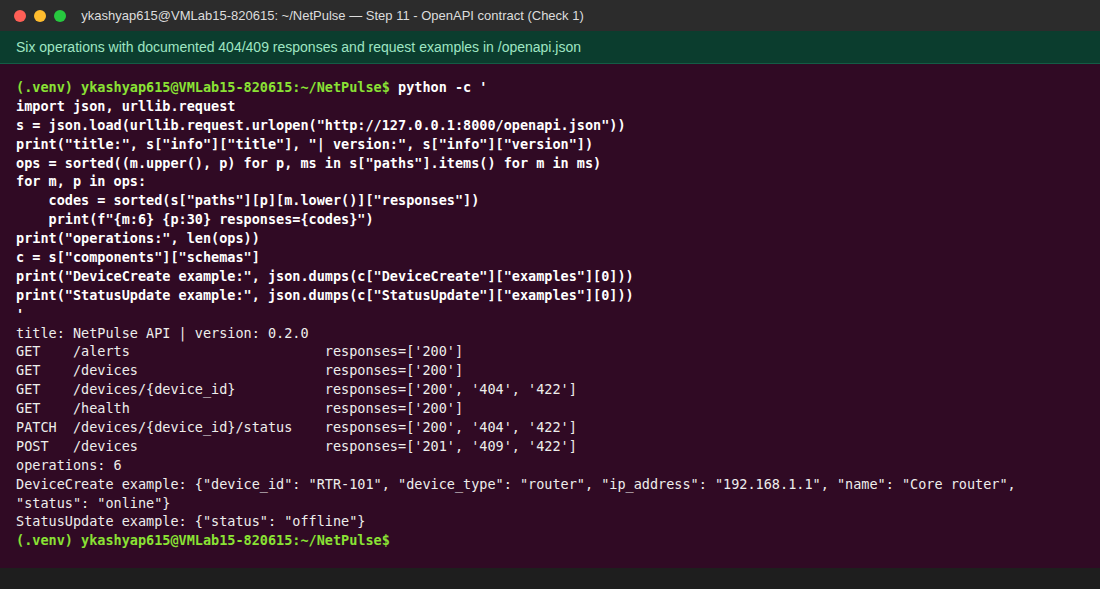 ykashyap615@VMLab15-820615: ~/NetPulse — Step 11 - OpenAPI contract (Check 1)
Six operations with documented 404/409 responses and request examples in /openapi.json
(.venv) ykashyap615@VMLab15-820615:~/NetPulse$ python -c '
import json, urllib.request
s = json.load(urllib.request.urlopen("http://127.0.0.1:8000/openapi.json"))
print("title:", s["info"]["title"], "| version:", s["info"]["version"])
ops = sorted((m.upper(), p) for p, ms in s["paths"].items() for m in ms)
for m, p in ops:
    codes = sorted(s["paths"][p][m.lower()]["responses"])
    print(f"{m:6} {p:30} responses={codes}")
print("operations:", len(ops))
c = s["components"]["schemas"]
print("DeviceCreate example:", json.dumps(c["DeviceCreate"]["examples"][0]))
print("StatusUpdate example:", json.dumps(c["StatusUpdate"]["examples"][0]))
'
title: NetPulse API | version: 0.2.0
GET    /alerts                        responses=['200']
GET    /devices                       responses=['200']
GET    /devices/{device_id}           responses=['200', '404', '422']
GET    /health                        responses=['200']
PATCH  /devices/{device_id}/status    responses=['200', '404', '422']
POST   /devices                       responses=['201', '409', '422']
operations: 6
DeviceCreate example: {"device_id": "RTR-101", "device_type": "router", "ip_address": "192.168.1.1", "name": "Core router",
"status": "online"}
StatusUpdate example: {"status": "offline"}
(.venv) ykashyap615@VMLab15-820615:~/NetPulse$